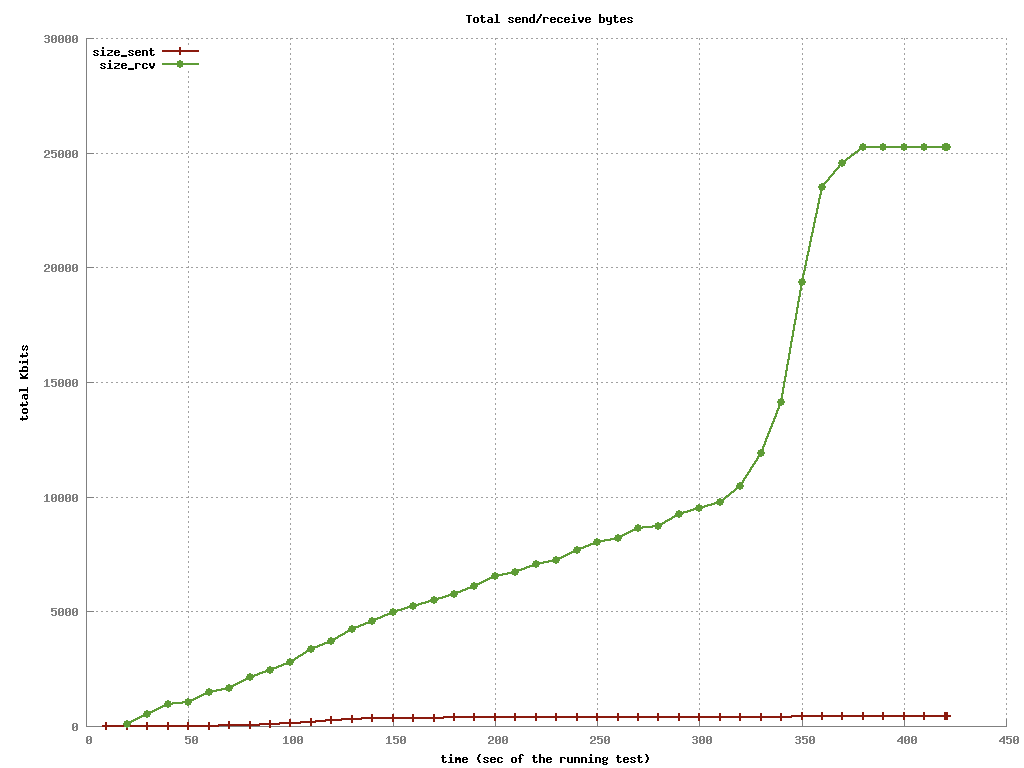 Total send/receive bytes
30000
size_sent
size_rcv
25000
20000
15000
total Kbits
10000
5000
0
0 50 100 150 200 250 300 350 400 450
time (sec of the running test)